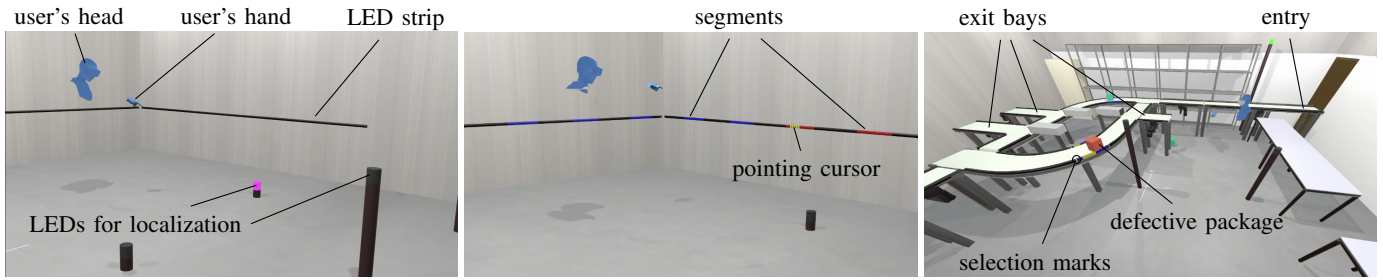 user's head
user's hand
LED strip
LEDs for localization
segments
pointing cursor
exit bays
entry
defective package
selection marks